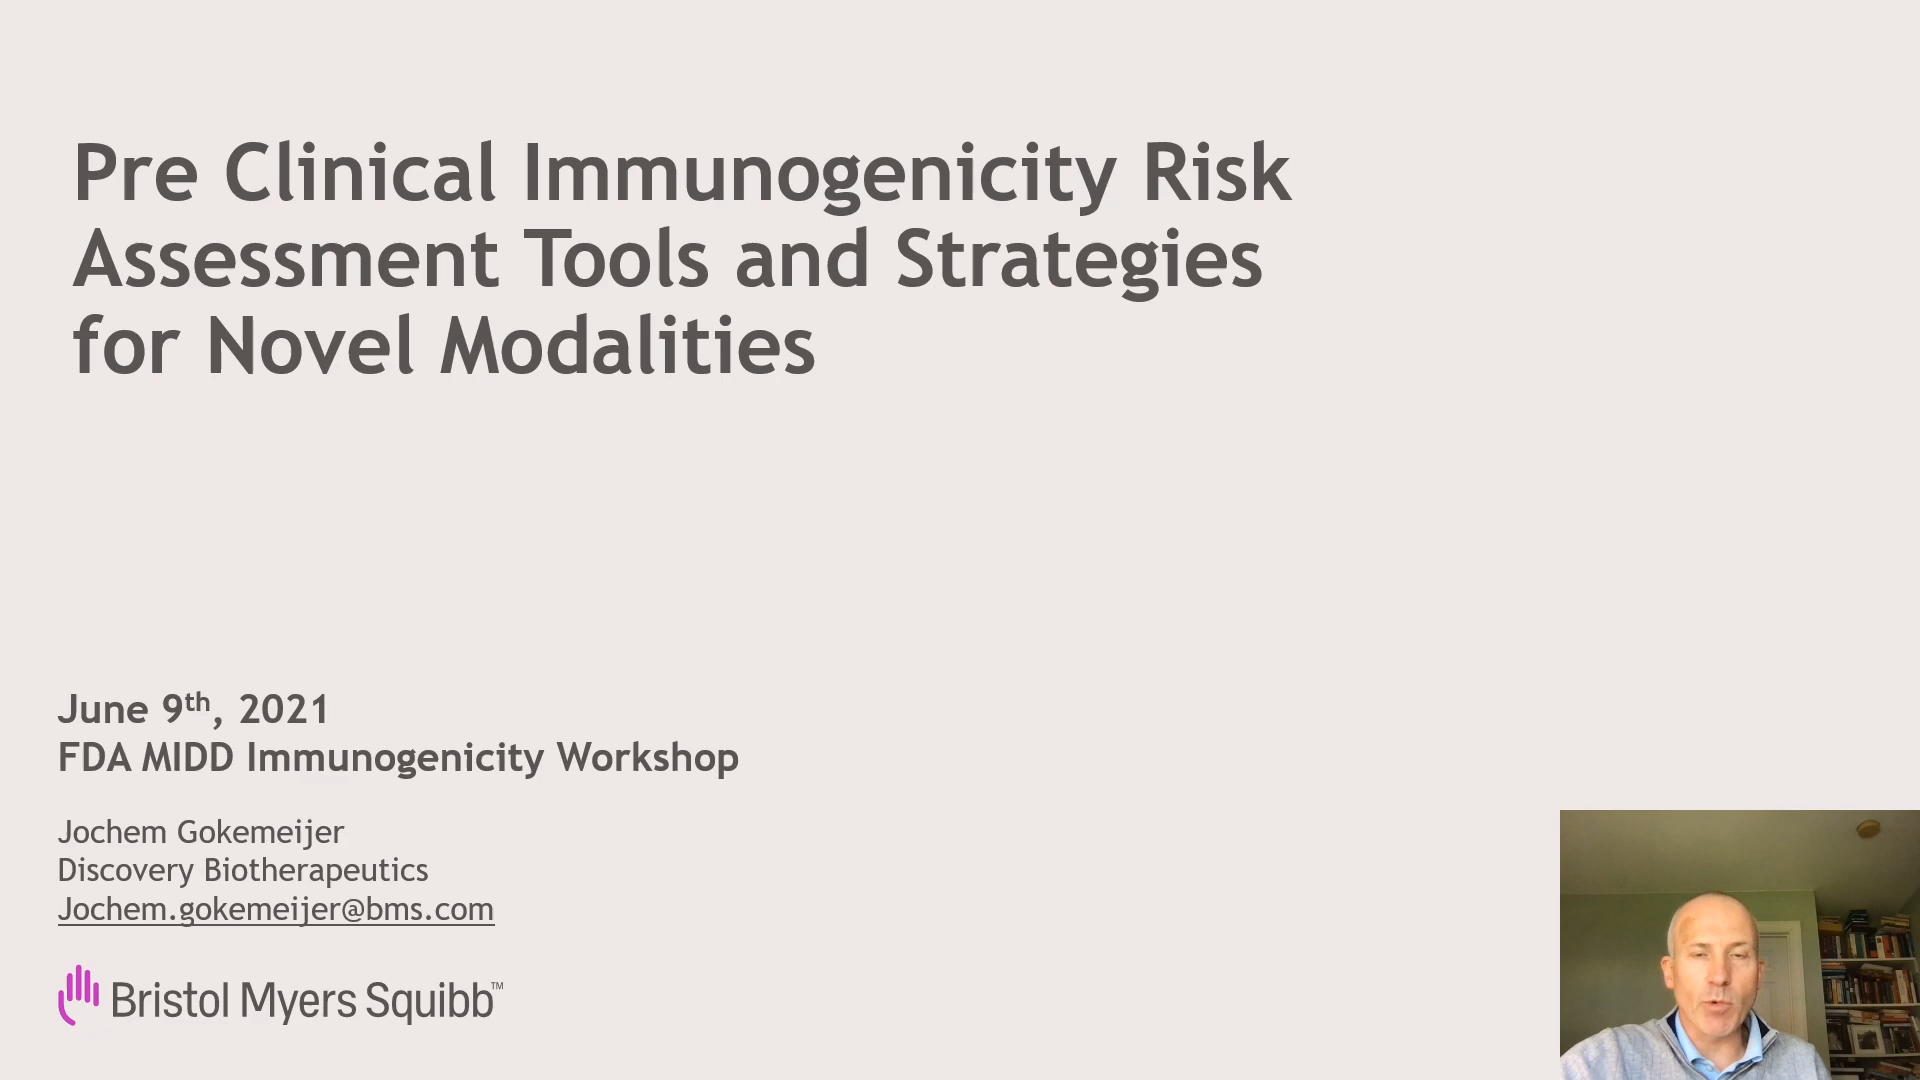 Pre Clinical Immunogenicity Risk
Assessment Tools and Strategies
for Novel Modalities
June 9th, 2021
FDA MIDD Immunogenicity Workshop
Jochem Gokemeijer
Discovery Biotherapeutics
Jochem.gokemeijer@bms.com
Bristol Myers Squibb™